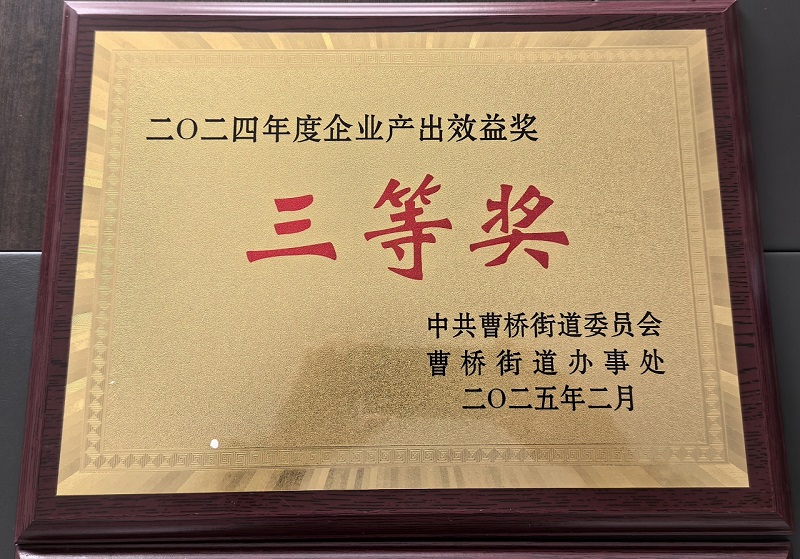 二〇二四年度企业产出效益奖
三等奖
中共曹桥街道委员会
曹桥街道办事处
二〇二五年二月